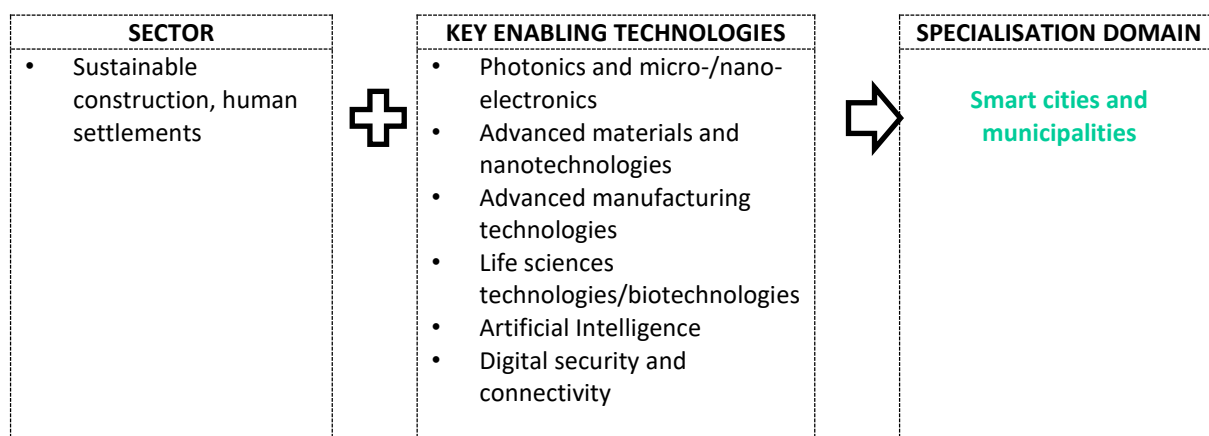 SECTOR
• Sustainable
construction, human
settlements
KEY ENABLING TECHNOLOGIES
• Photonics and micro-/nano-
electronics
• Advanced materials and
nanotechnologies
• Advanced manufacturing
technologies
• Life sciences
technologies/biotechnologies
• Artificial Intelligence
• Digital security and
connectivity
SPECIALISATION DOMAIN
Smart cities and
municipalities